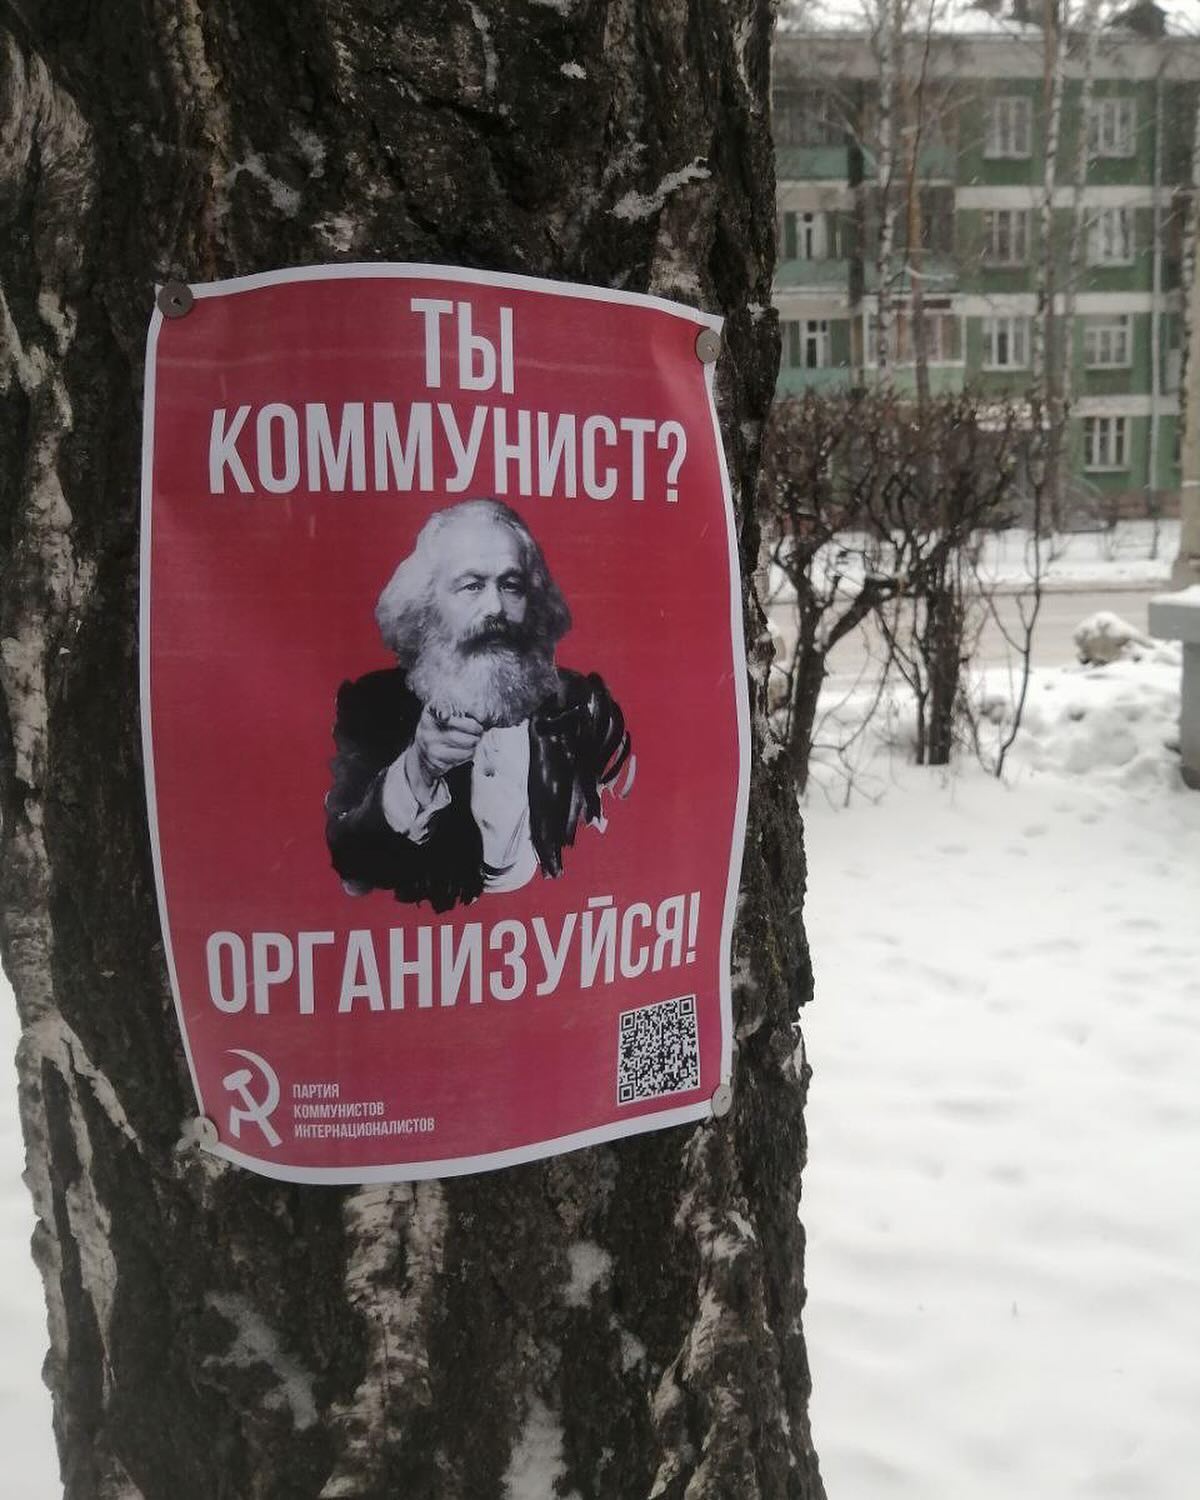 ТЫ
КОММУНИСТ?
ОРГАНИЗУЙСЯ!
ПАРТИЯ
КОММУНИСТОВ
ИНТЕРНАЦИОНАЛИСТОВ